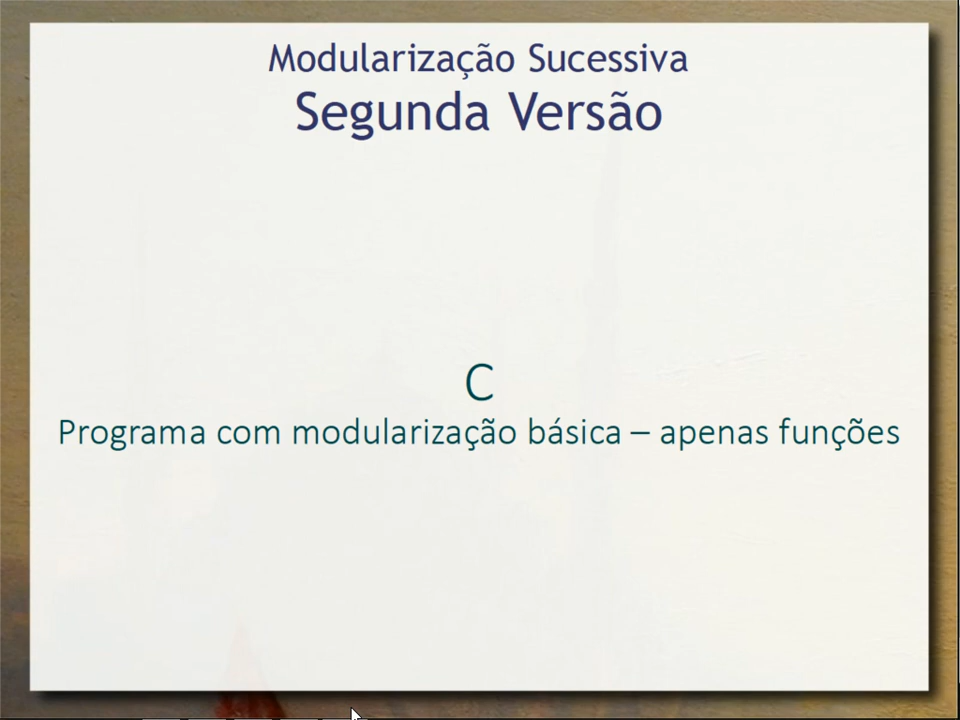 Modularização Sucessiva
Segunda Versão
C
Programa com modularização básica – apenas funções